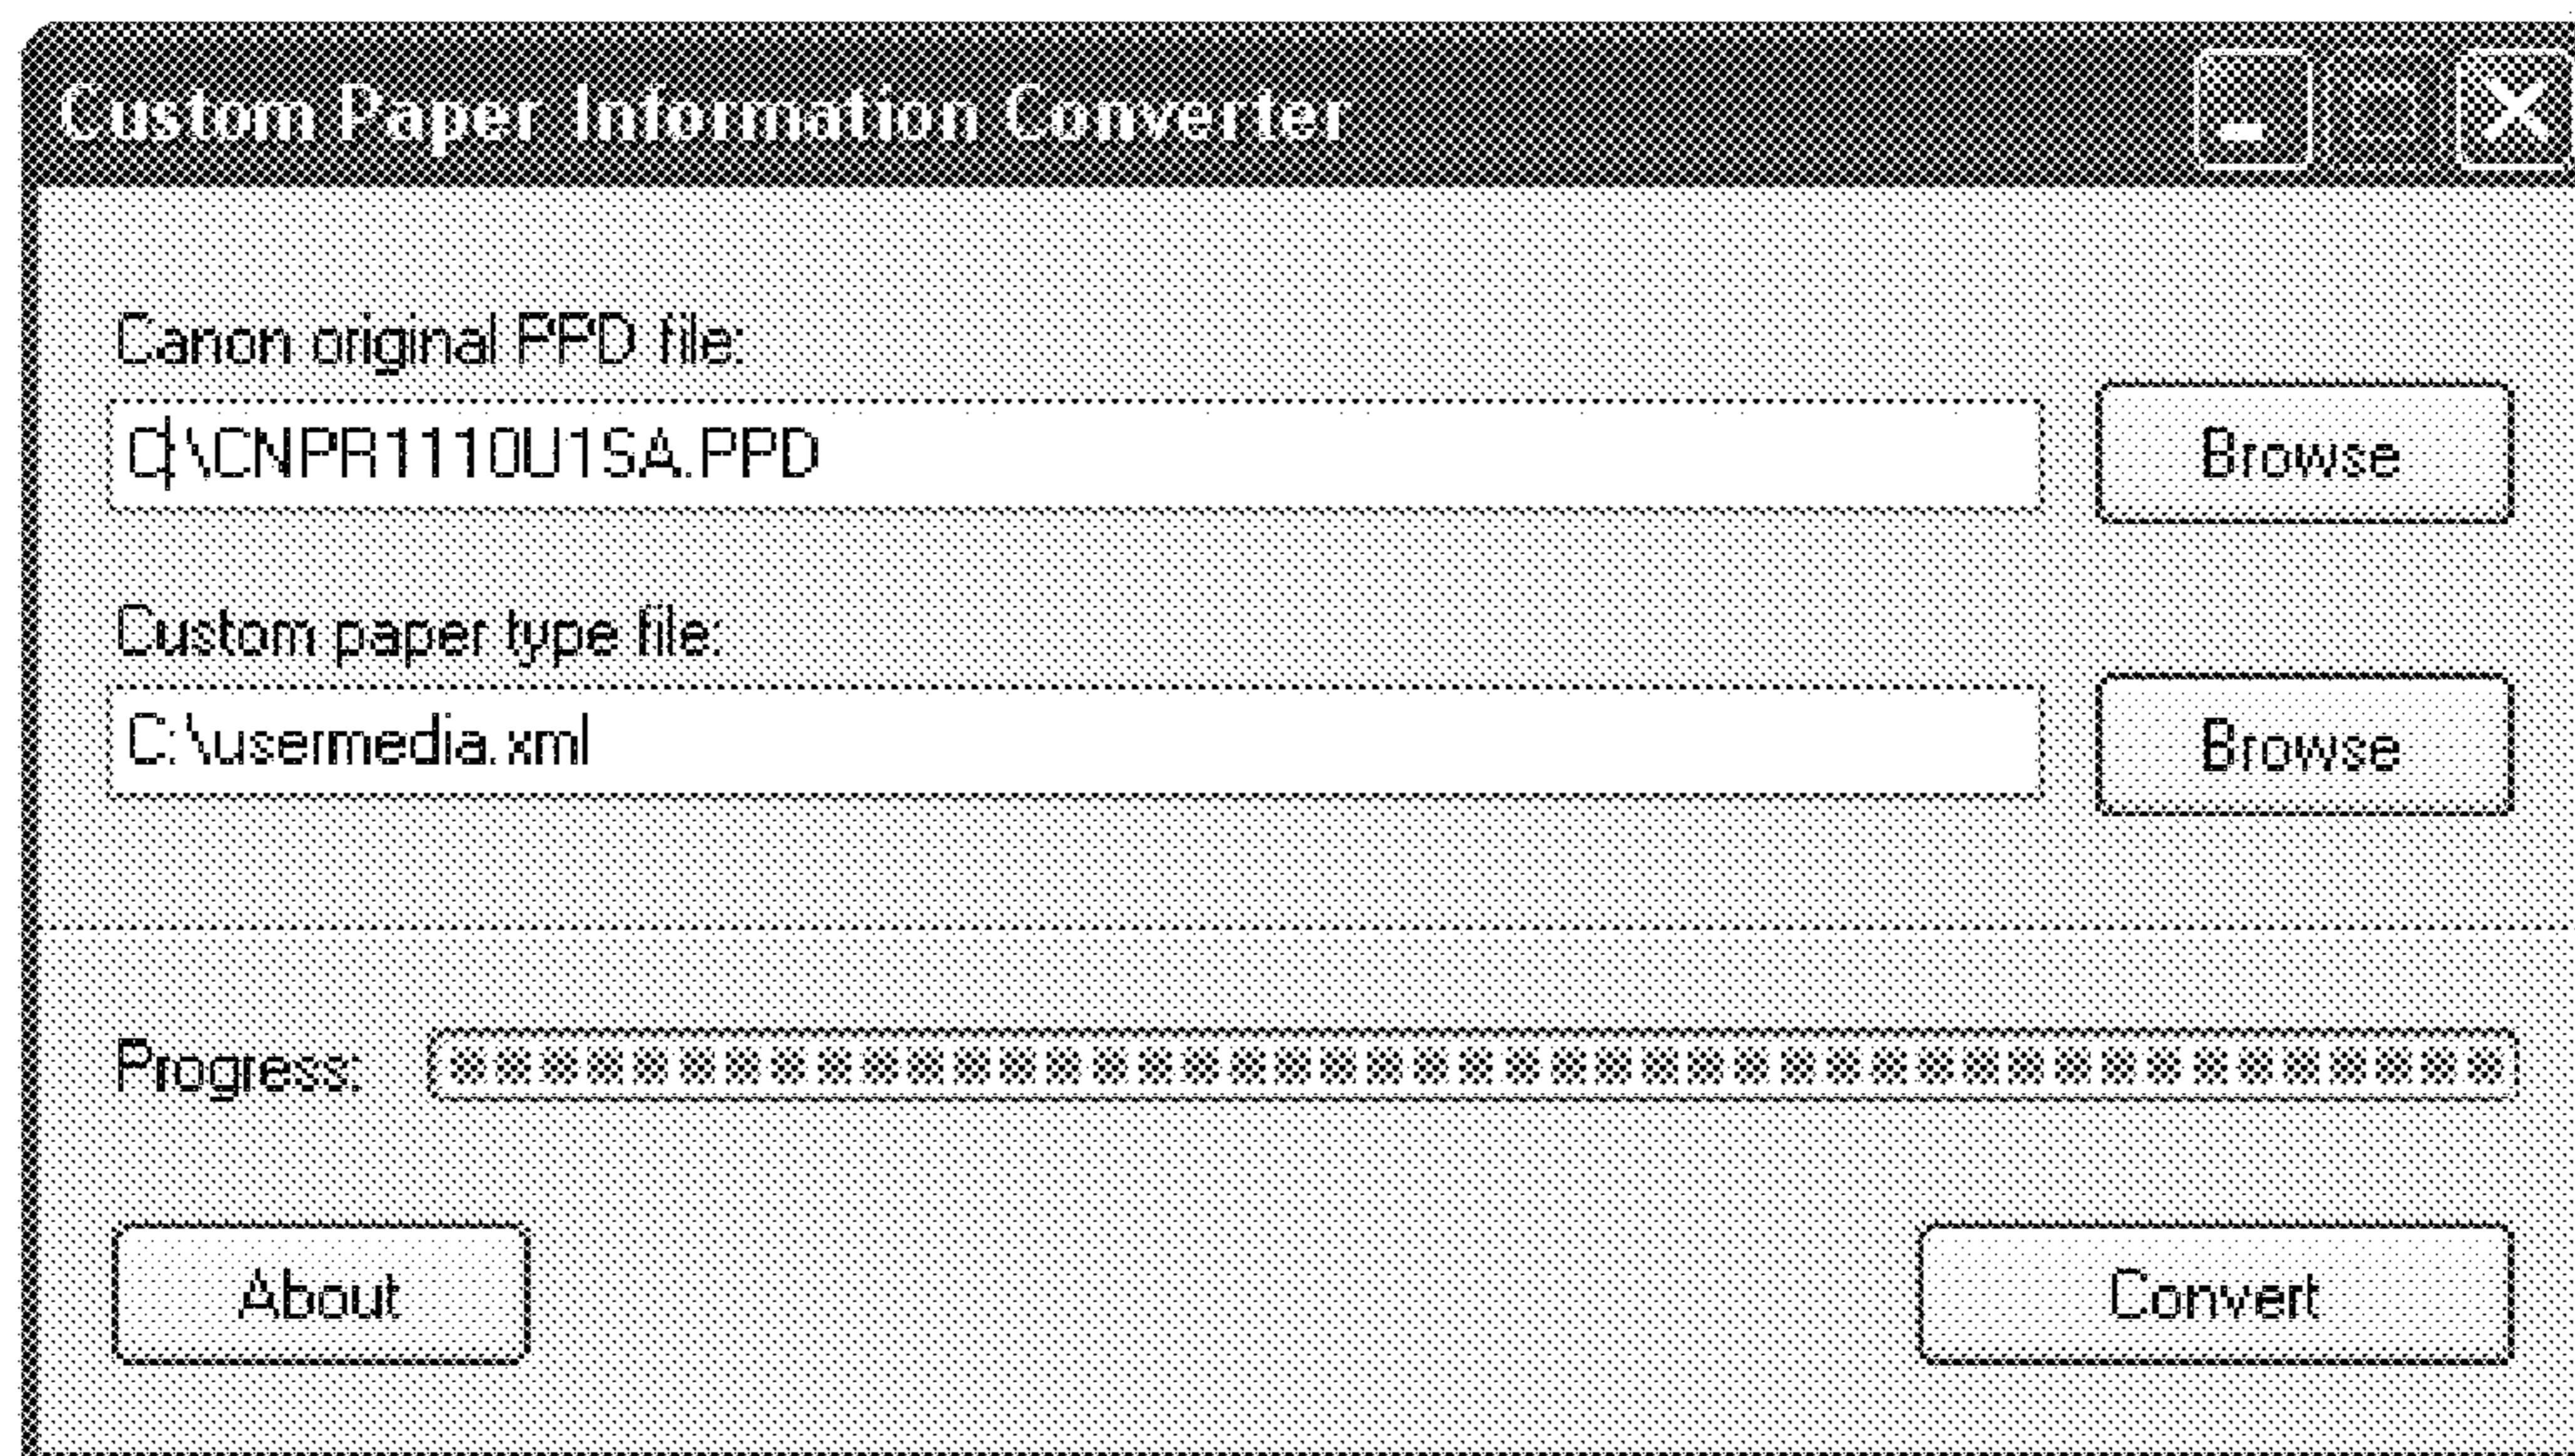 Custom Paper Information Converter
Canon original PPD file:
C:\CNPR1110U1SA.PPD
Browse
Custom paper type file:
C:\usermedia.xml
Browse
Progress:
About
Convert